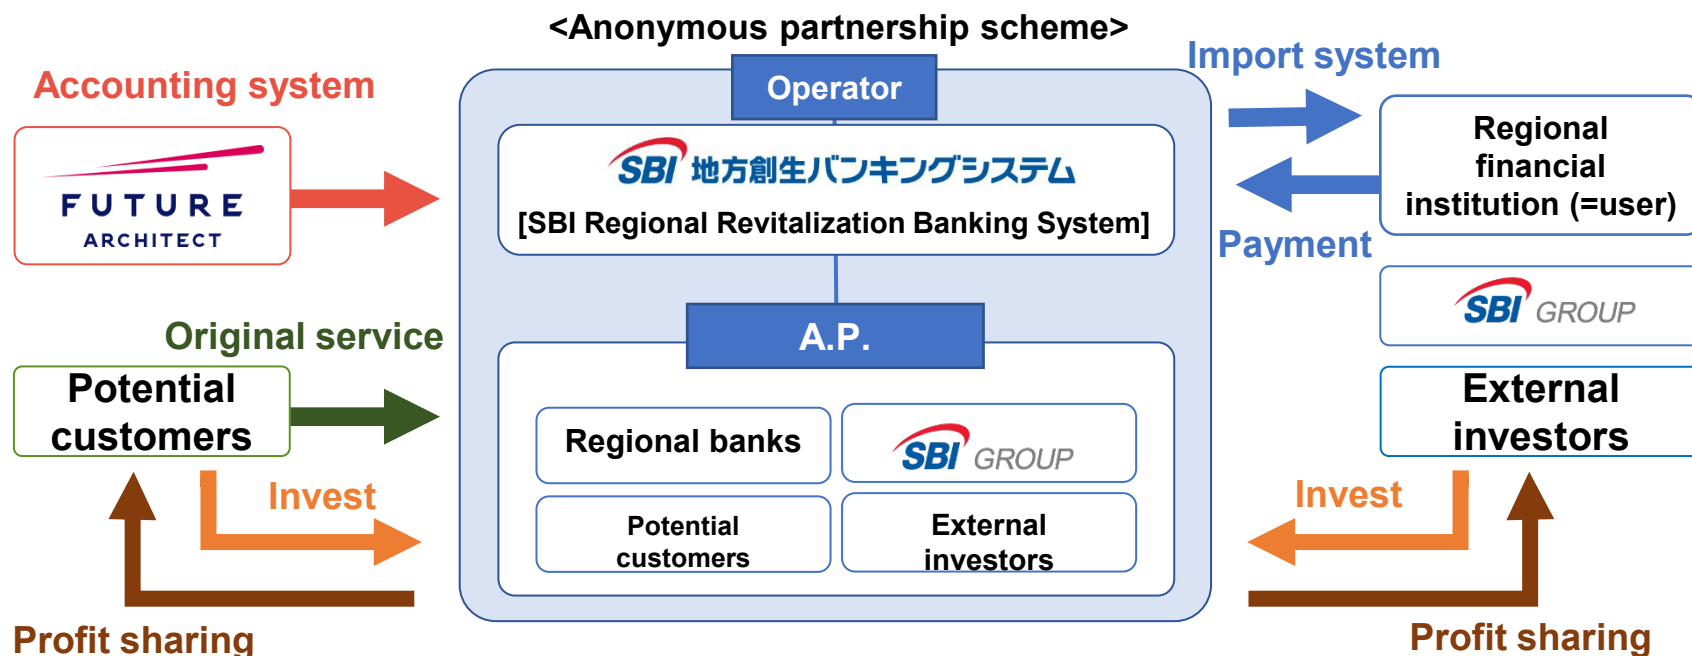 <Anonymous partnership scheme>
Accounting system
FUTURE
ARCHITECT
Original service
Potential
customers
Invest
Profit sharing
Operator
SBI 地方創生バンキングシステム
[SBI Regional Revitalization Banking System]
A.P.
Regional banks
SBI GROUP
Potential
customers
External
investors
Import system
Regional
financial
institution (=user)
Payment
SBI GROUP
External
investors
Invest
Profit sharing